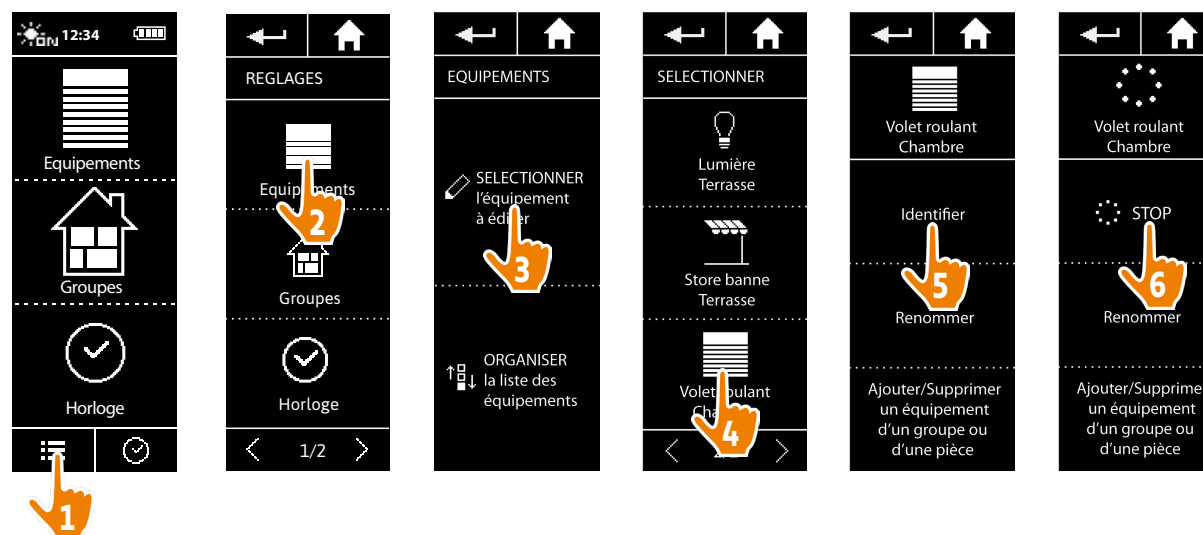 ON 12:34
Equipements
Groupes
Horloge
1
REGLAGES
Equipements
2
Groupes
Horloge
1/2
EQUIPEMENTS
SELECTIONNER
l'équipement
à éditer
3
ORGANISER
la liste des
équipements
SELECTIONNER
Lumière
Terrasse
Store banne
Terrasse
Volet roulant
4
Volet roulant
Chambre
Identifier
5
Renommer
Ajouter/Supprimer
un équipement
d'un groupe ou
d'une pièce
Volet roulant
Chambre
STOP
6
Renommer
Ajouter/Supprime
un équipement
d'un groupe ou
d'une pièce